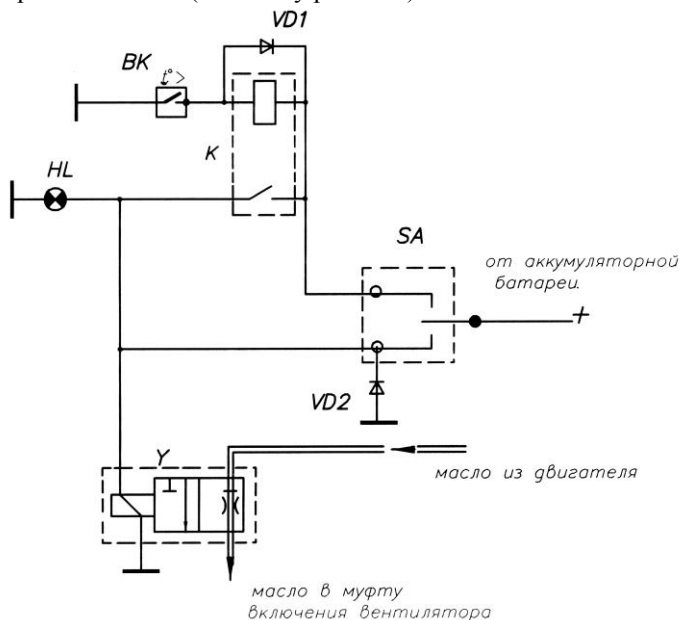 VD1
BK
t°>
K
HL
SA
от аккумуляторной
батареи.
+
VD2
Y
масло из двигателя
масло в муфту
включения вентилятора